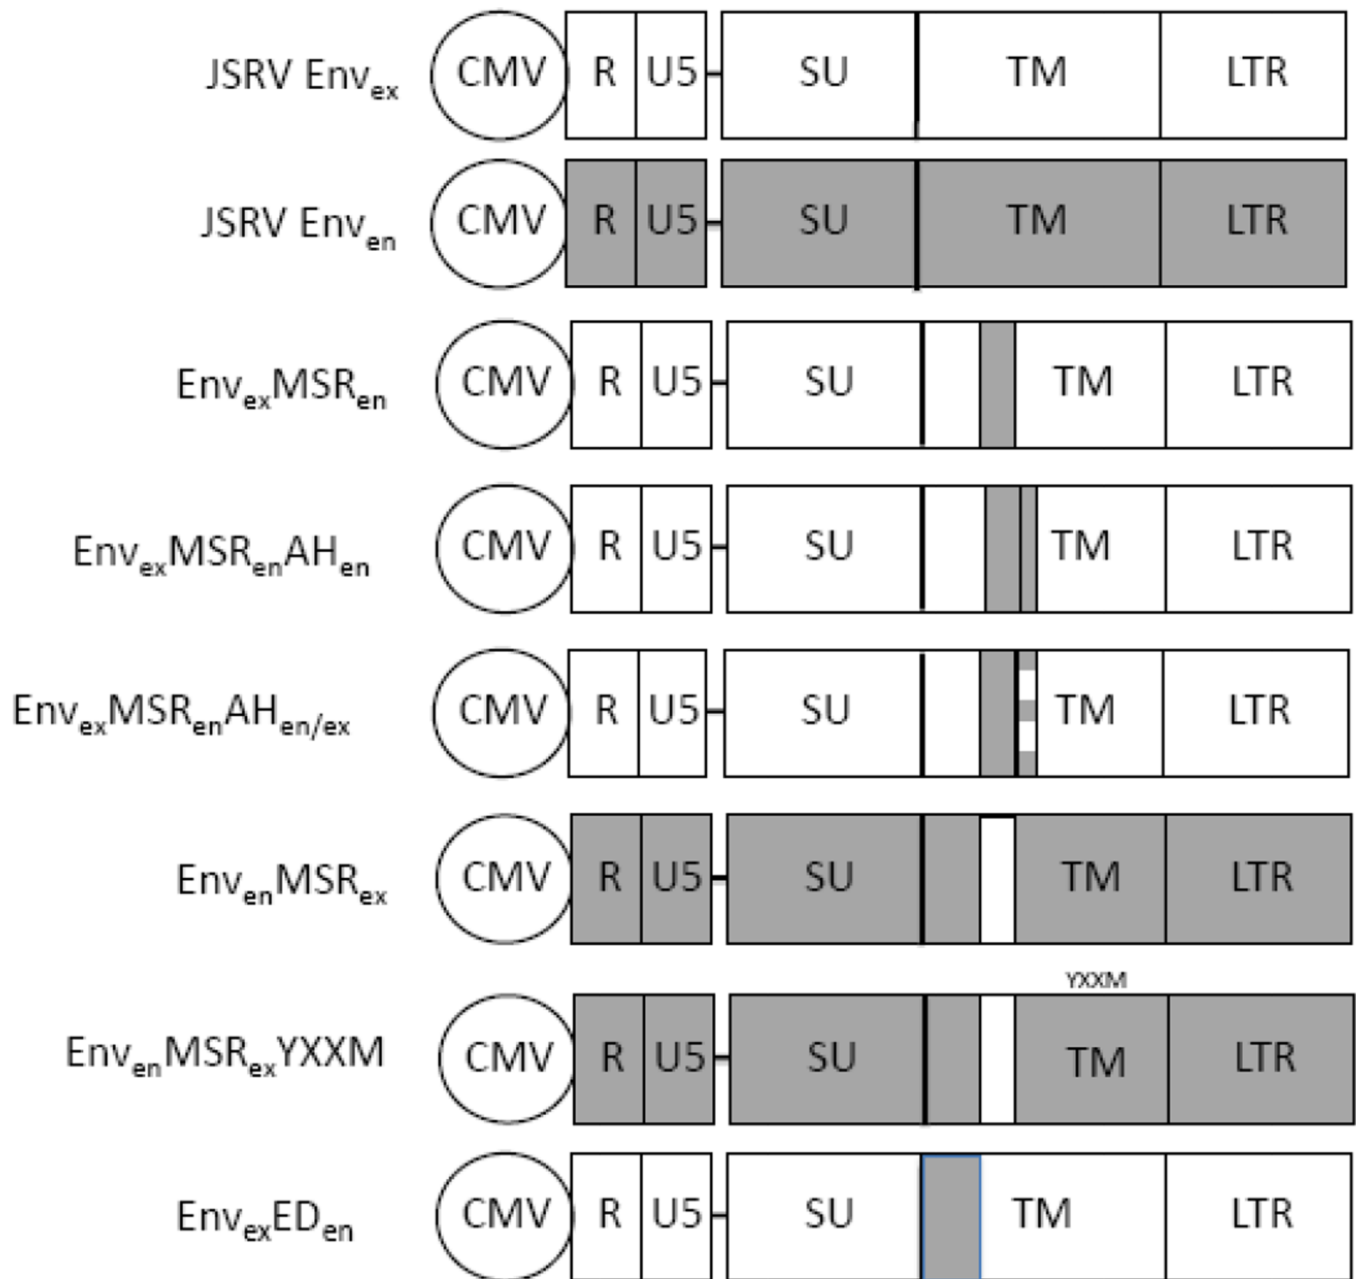 JSRV Envex CMV R U5 SU TM LTR
JSRV Enven CMV R U5 SU TM LTR
EnvexMSRen CMV R U5 SU TM LTR
EnvexMSRenAHen CMV R U5 SU TM LTR
EnvexMSRenAHen/ex CMV R U5 SU TM LTR
EnvenMSRex CMV R U5 SU TM LTR
YXXM
EnvenMSRexYXXM CMV R U5 SU TM LTR
EnvexEDen CMV R U5 SU TM LTR